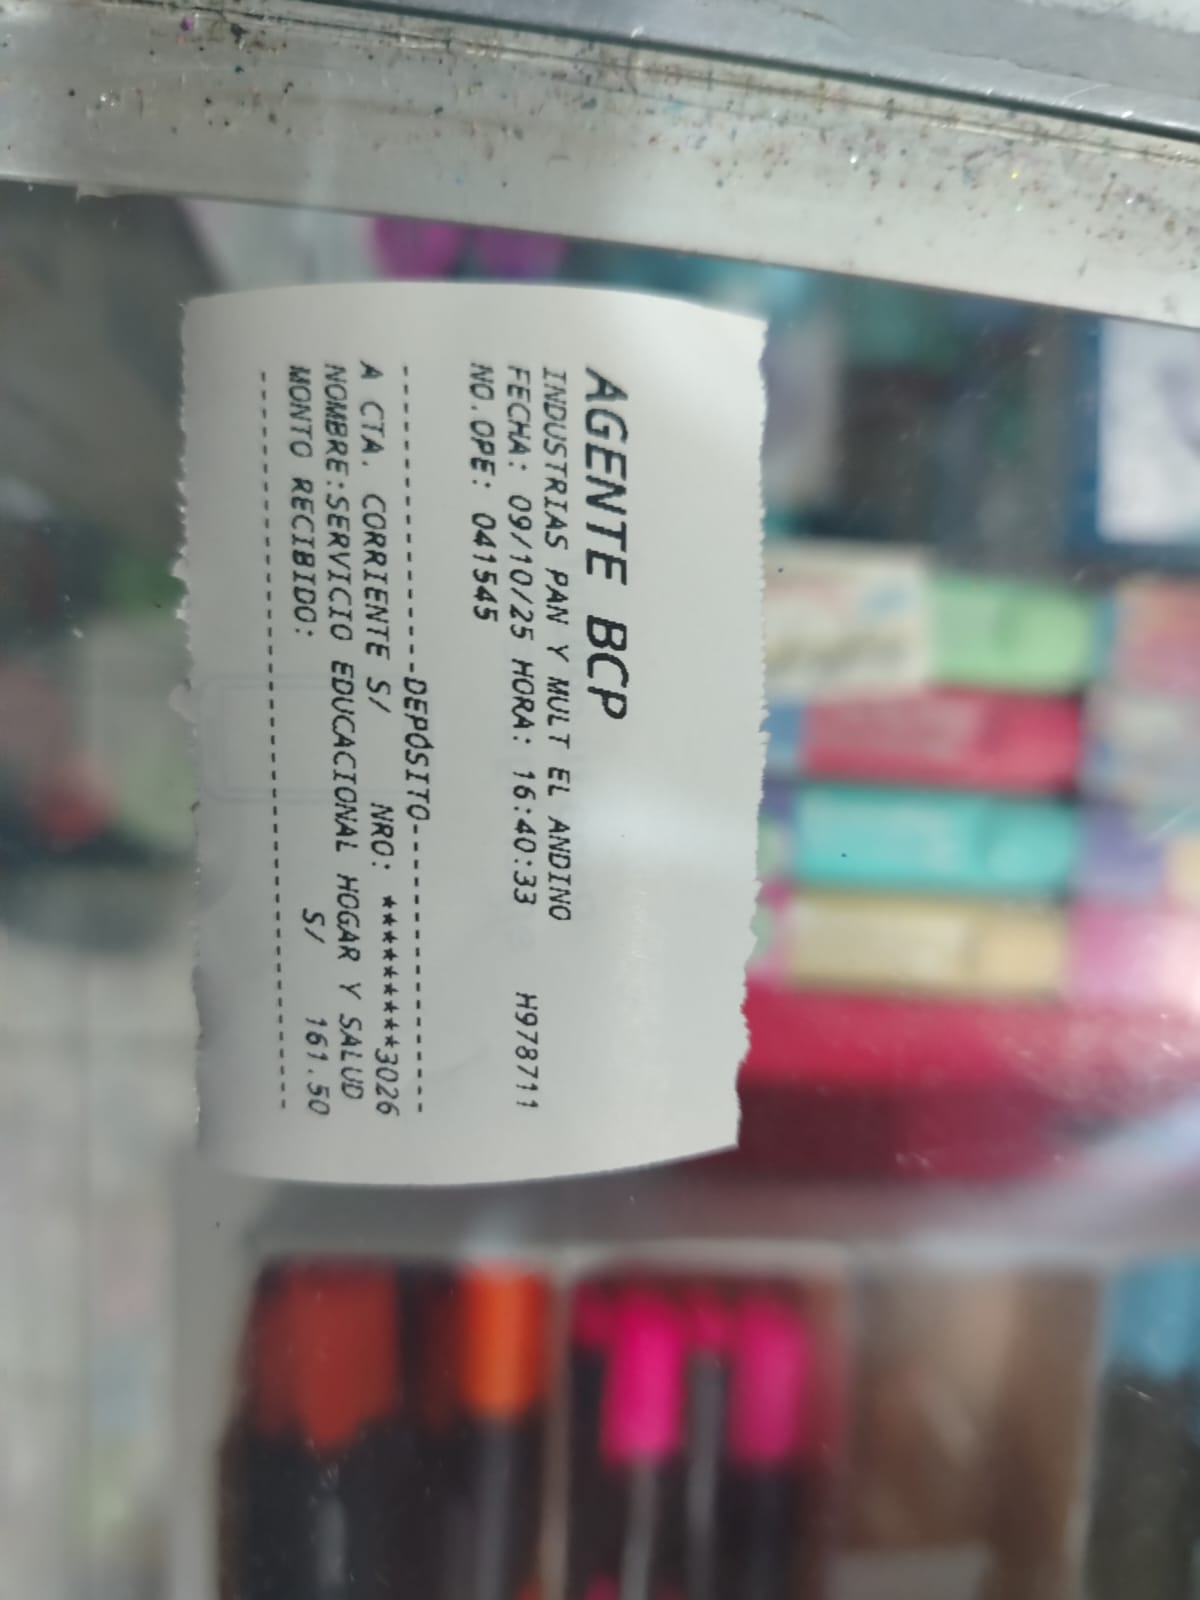 AGENTE BCP
INDUSTRIAS PAN Y MULT EL ANDINO
FECHA: 09/10/25 HORA: 16:40:33 H978711
NO.OPE: 041545
----------------DEPÓSITO----------------
A CTA. CORRIENTE S/ NRO: *********3026
NOMBRE:SERVICIO EDUCACIONAL HOGAR Y SALUD
MONTO RECIBIDO: S/ 161.50
----------------------------------------